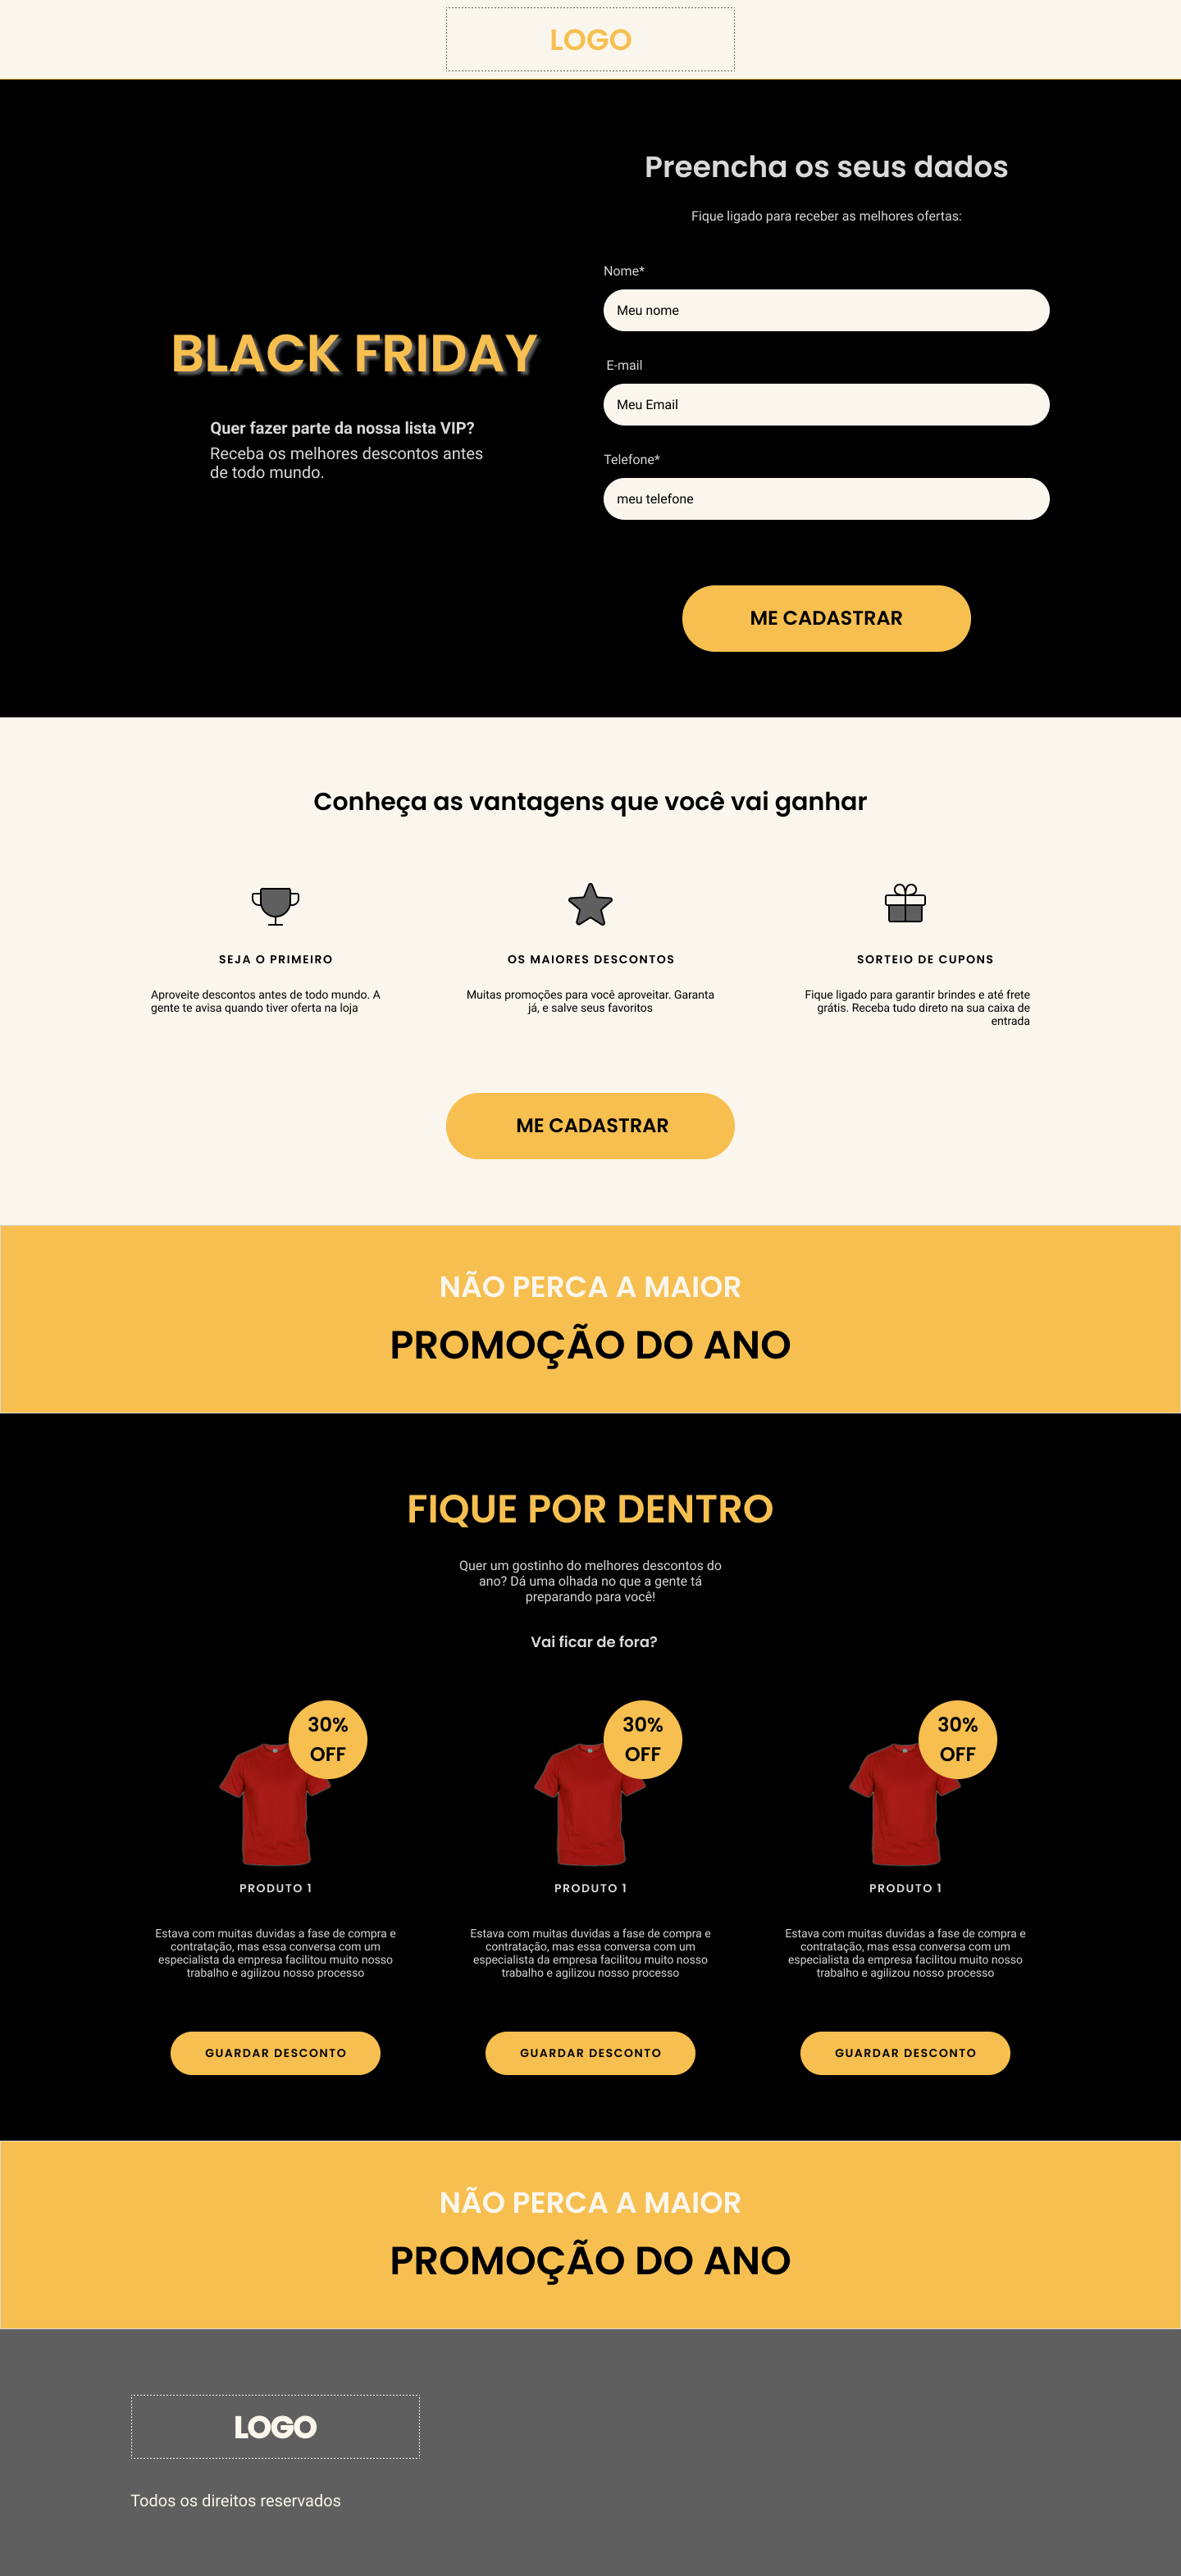 LOGO
BLACK FRIDAY
Quer fazer parte da nossa lista VIP?
Receba os melhores descontos antes
de todo mundo.
Preencha os seus dados
Fique ligado para receber as melhores ofertas:
Nome*
Meu nome
E-mail
Meu Email
Telefone*
meu telefone
ME CADASTRAR
Conheça as vantagens que você vai ganhar
SEJA O PRIMEIRO
Aproveite descontos antes de todo mundo. A
gente te avisa quando tiver oferta na loja
OS MAIORES DESCONTOS
Muitas promoções para você aproveitar. Garanta
já, e salve seus favoritos
SORTEIO DE CUPONS
Fique ligado para garantir brindes e até frete
grátis. Receba tudo direto na sua caixa de
entrada
ME CADASTRAR
NÃO PERCA A MAIOR
PROMOÇÃO DO ANO
FIQUE POR DENTRO
Quer um gostinho do melhores descontos do
ano? Dá uma olhada no que a gente tá
preparando para você!
Vai ficar de fora?
30%
OFF
PRODUTO 1
Estava com muitas duvidas a fase de compra e
contratação, mas essa conversa com um
especialista da empresa facilitou muito nosso
trabalho e agilizou nosso processo
GUARDAR DESCONTO
30%
OFF
PRODUTO 1
Estava com muitas duvidas a fase de compra e
contratação, mas essa conversa com um
especialista da empresa facilitou muito nosso
trabalho e agilizou nosso processo
GUARDAR DESCONTO
30%
OFF
PRODUTO 1
Estava com muitas duvidas a fase de compra e
contratação, mas essa conversa com um
especialista da empresa facilitou muito nosso
trabalho e agilizou nosso processo
GUARDAR DESCONTO
NÃO PERCA A MAIOR
PROMOÇÃO DO ANO
LOGO
Todos os direitos reservados